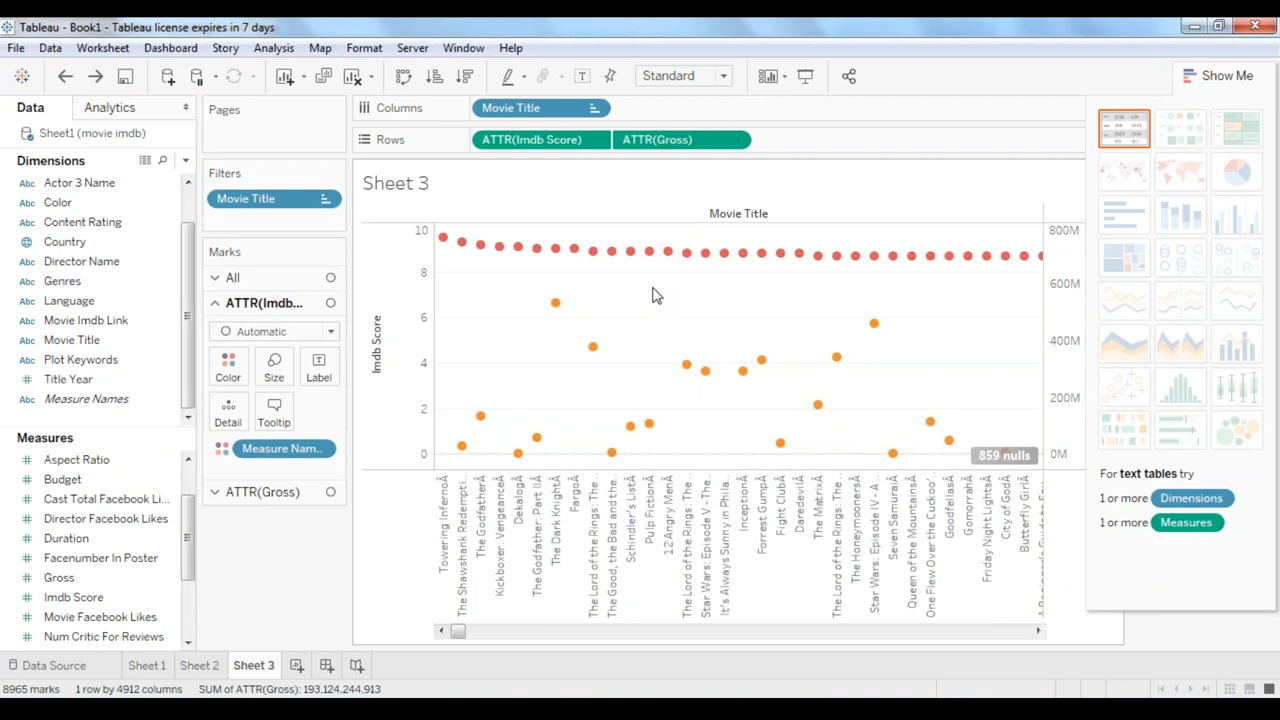 Tableau - Book1 - Tableau license expires in 7 days
File Data Worksheet Dashboard Story Analysis Map Format Server Window Help
Standard
Show Me
Data Analytics
Sheet1 (movie imdb)
Dimensions
Abc Actor 3 Name
Abc Color
Abc Content Rating
Country
Abc Director Name
Abc Genres
Abc Language
Abc Movie Imdb Link
Abc Movie Title
Abc Plot Keywords
Title Year
Abc Measure Names
Measures
Aspect Ratio
Budget
Cast Total Facebook Li...
Director Facebook Likes
Duration
Facenumber In Poster
Gross
Imdb Score
Movie Facebook Likes
Num Critic For Reviews
Pages
Filters
Movie Title
Marks
All
ATTR(Imdb...
Automatic
Color Size Label
Detail Tooltip
Measure Nam..
ATTR(Gross)
Columns Movie Title
Rows ATTR(Imdb Score) ATTR(Gross)
Sheet 3
Movie Title
Imdb Score
10
8
6
4
2
0
800M
600M
400M
200M
0M
859 nulls
Towering InfernoÂ
The Shawshank Redempti..
The GodfatherÂ
Kickboxer: VengeanceÂ
DekalogÂ
The Godfather: Part IIÂ
The Dark KnightÂ
FargoÂ
The Lord of the Rings: The..
The Good, the Bad and the..
Schindler's ListÂ
Pulp FictionÂ
12 Angry MenÂ
The Lord of the Rings: The..
Star Wars: Episode V - The..
It's Always Sunny in Phila..
InceptionÂ
Forrest GumpÂ
Fight ClubÂ
DaredevilÂ
The MatrixÂ
The Lord of the Rings: The..
The HoneymoonersÂ
Star Wars: Episode IV - A..
Seven SamuraiÂ
Queen of the MountainsÂ
One Flew Over the Cuckoo'..
GoodfellasÂ
GomorrahÂ
Friday Night LightsÂ
City of GodÂ
Butterfly GirlÂ
For text tables try
1 or more Dimensions
1 or more Measures
Data Source Sheet 1 Sheet 2 Sheet 3
8965 marks 1 row by 4912 columns SUM of ATTR(Gross): 193,124,244,913